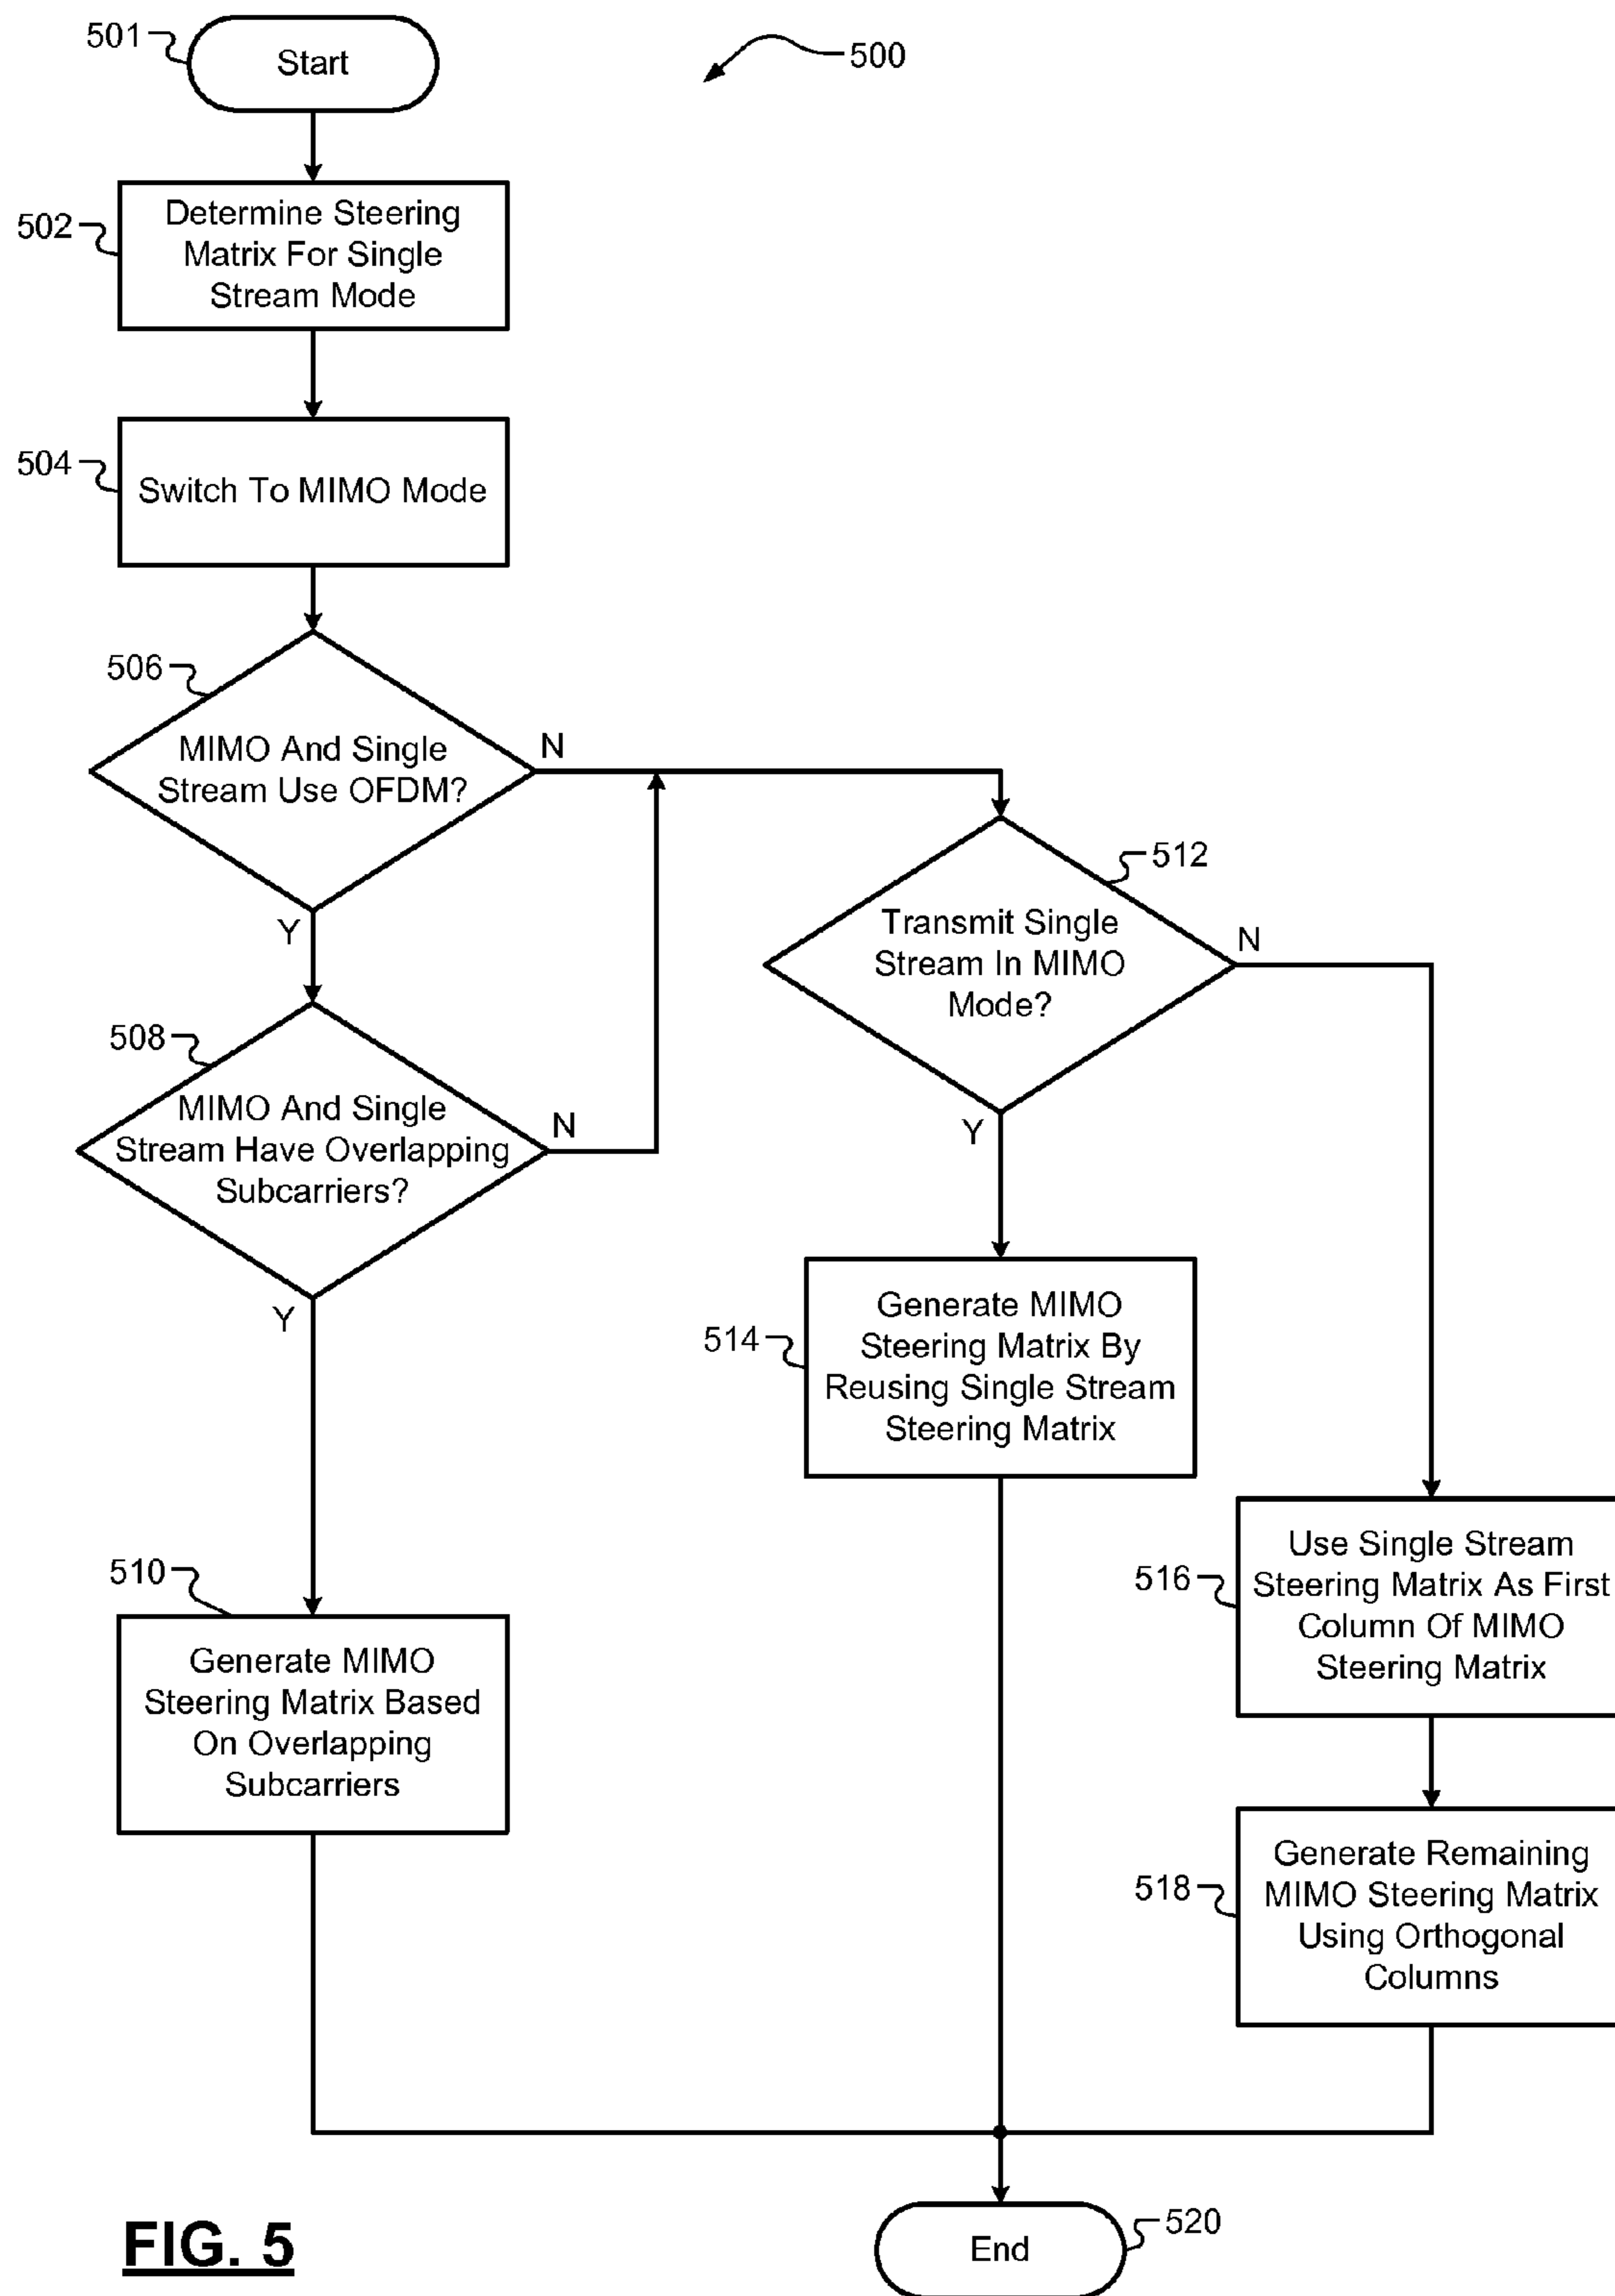 501
Start
500
502
Determine Steering
Matrix For Single
Stream Mode
504
Switch To MIMO Mode
506
MIMO And Single
Stream Use OFDM?
N
Y
508
MIMO And Single
Stream Have Overlapping
Subcarriers?
N
Y
510
Generate MIMO
Steering Matrix Based
On Overlapping
Subcarriers
512
Transmit Single
Stream In MIMO
Mode?
N
Y
514
Generate MIMO
Steering Matrix By
Reusing Single Stream
Steering Matrix
516
Use Single Stream
Steering Matrix As First
Column Of MIMO
Steering Matrix
518
Generate Remaining
MIMO Steering Matrix
Using Orthogonal
Columns
End
520
FIG. 5